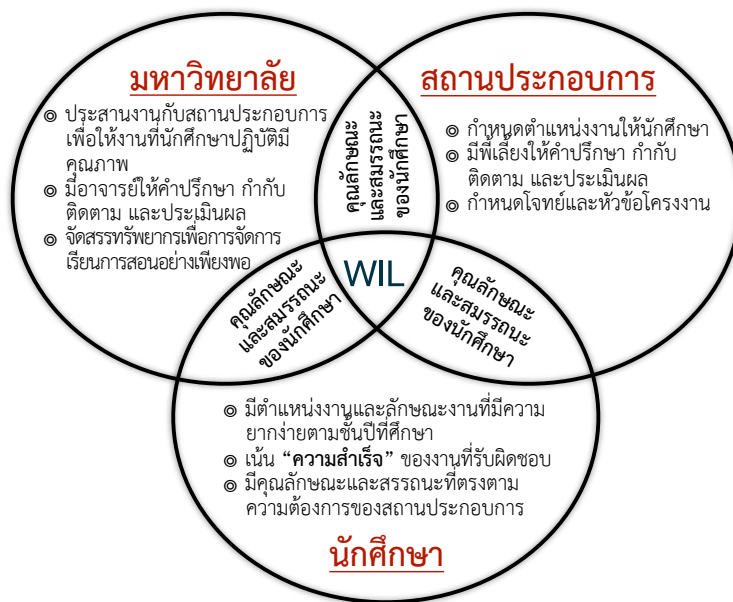 มหาวิทยาลัย
◎ ประสานงานกับสถานประกอบการ
เพื่อให้งานที่นักศึกษาปฏิบัติมี
คุณภาพ
◎ มีอาจารย์ให้คำปรึกษา กำกับ
ติดตาม และประเมินผล
◎ จัดสรรทรัพยากรเพื่อการจัดการ
เรียนการสอนอย่างเพียงพอ
คุณลักษณะ
และสมรรถนะ
ของนักศึกษา
สถานประกอบการ
◎ กำหนดตำแหน่งงานให้นักศึกษา
◎ มีพี่เลี้ยงให้คำปรึกษา กำกับ
ติดตาม และประเมินผล
◎ กำหนดโจทย์และหัวข้อโครงงาน
คุณลักษณะ
และสมรรถนะ
ของนักศึกษา
WIL
คุณลักษณะ
และสมรรถนะ
ของนักศึกษา
◎ มีตำแหน่งงานและลักษณะงานที่มีความ
ยากง่ายตามชั้นปีที่ศึกษา
◎ เน้น “ความสำเร็จ” ของงานที่รับผิดชอบ
◎ มีคุณลักษณะและสรรถนะที่ตรงตาม
ความต้องการของสถานประกอบการ
นักศึกษา